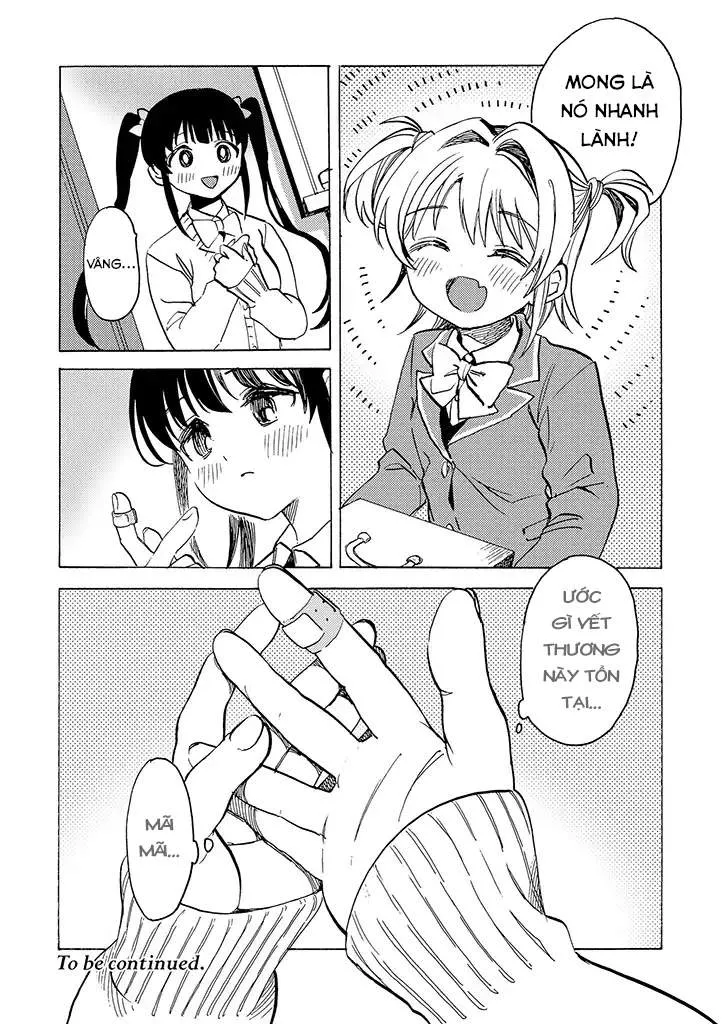 MONG LÀ
NÓ NHANH
LÀNH!
VÂNG...
ƯỚC
GÌ VẾT
THƯƠNG
NÀY TỒN
TẠI...
MÃI
MÃI...
To be continued.